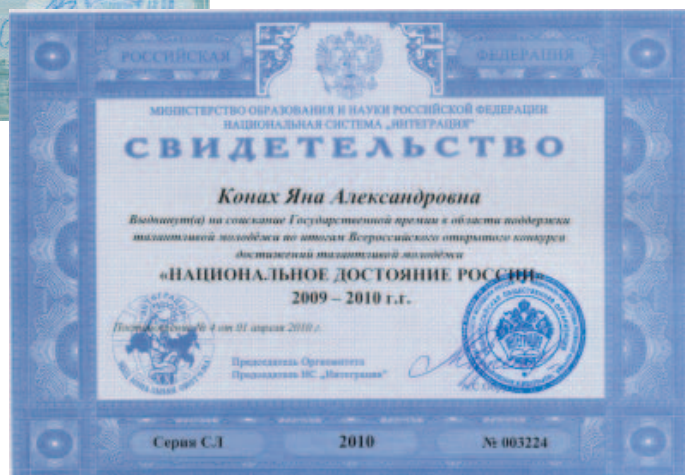 РОССИЙСКАЯ ФЕДЕРАЦИЯ
МИНИСТЕРСТВО ОБРАЗОВАНИЯ И НАУКИ РОССИЙСКОЙ ФЕДЕРАЦИИ
НАЦИОНАЛЬНАЯ СИСТЕМА „ИНТЕГРАЦИЯ"
СВИДЕТЕЛЬСТВО
Конах Яна Александровна
Выдвинут(а) на соискание Государственной премии в области поддержки
талантливой молодёжи по итогам Всероссийского открытого конкурса
достижений талантливой молодёжи
«НАЦИОНАЛЬНОЕ ДОСТОЯНИЕ РОССИИ»
2009 – 2010 г.г.
Постановление № 4 от 01 апреля 2010 г.
Председатель Оргкомитета
Председатель НС „Интеграция"
Серия СЛ 2010 № 003224